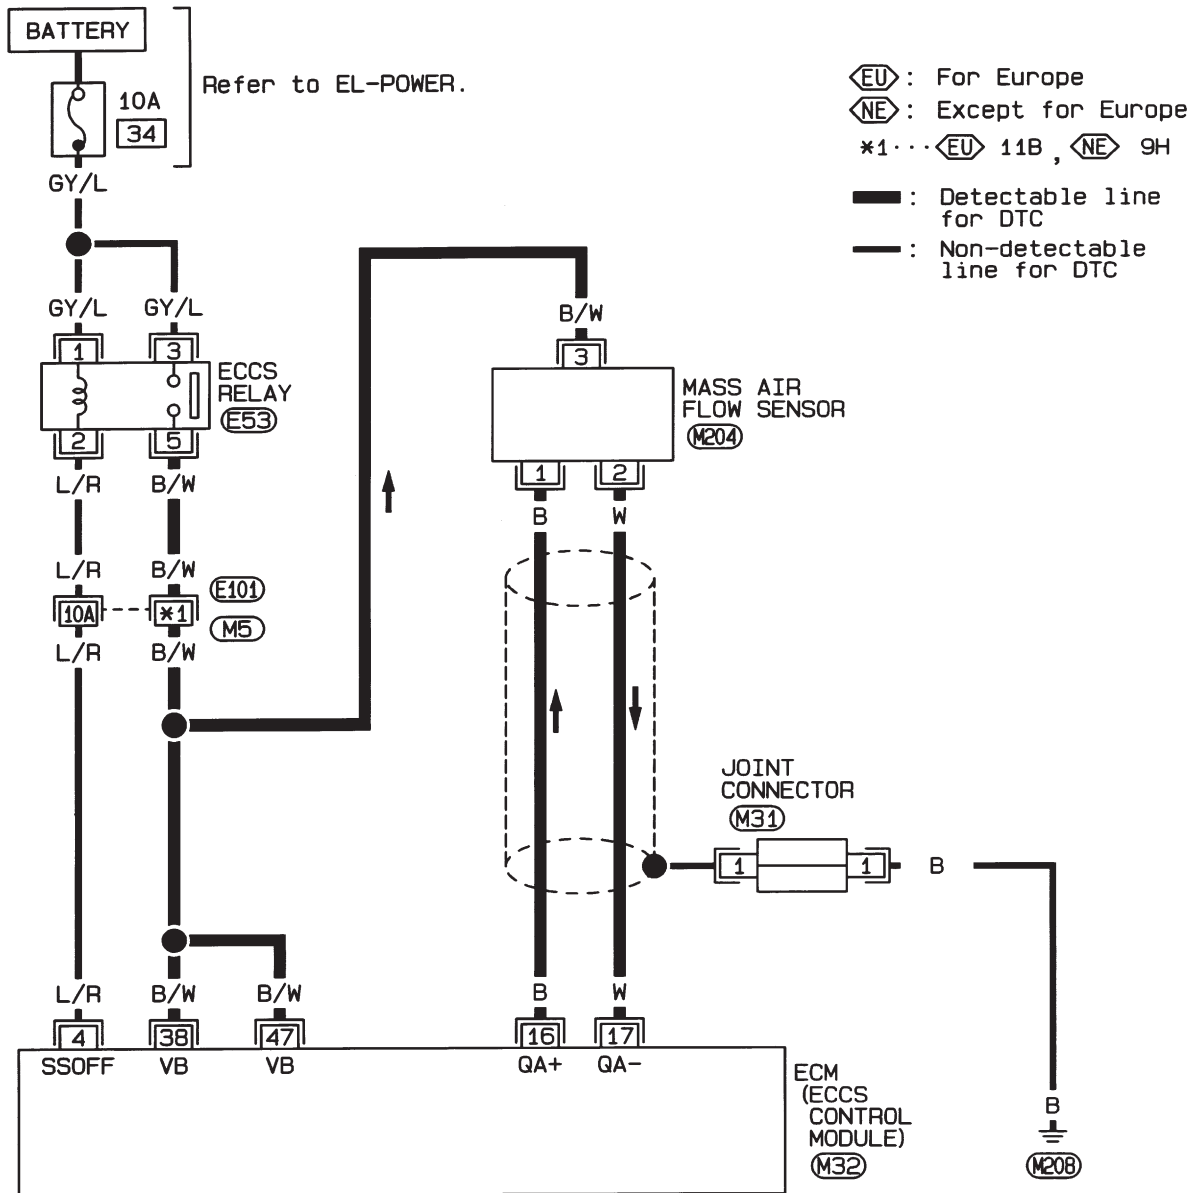 BATTERY
10A
34
Refer to EL-POWER.
EU : For Europe
NE : Except for Europe
*1··· EU 11B , NE 9H
: Detectable line
for DTC
: Non-detectable
line for DTC
GY/L
GY/L GY/L
1 3
ECCS
RELAY
E53
2 5
L/R B/W
L/R B/W
10A *1
E101
M5
L/R B/W
B/W
3
MASS AIR
FLOW SENSOR
M204
1 2
B W
JOINT
CONNECTOR
M31
1 1 B
L/R B/W B/W B W
4 38 47 16 17
SSOFF VB VB QA+ QA-
ECM
(ECCS
CONTROL
MODULE)
M32
B
M208